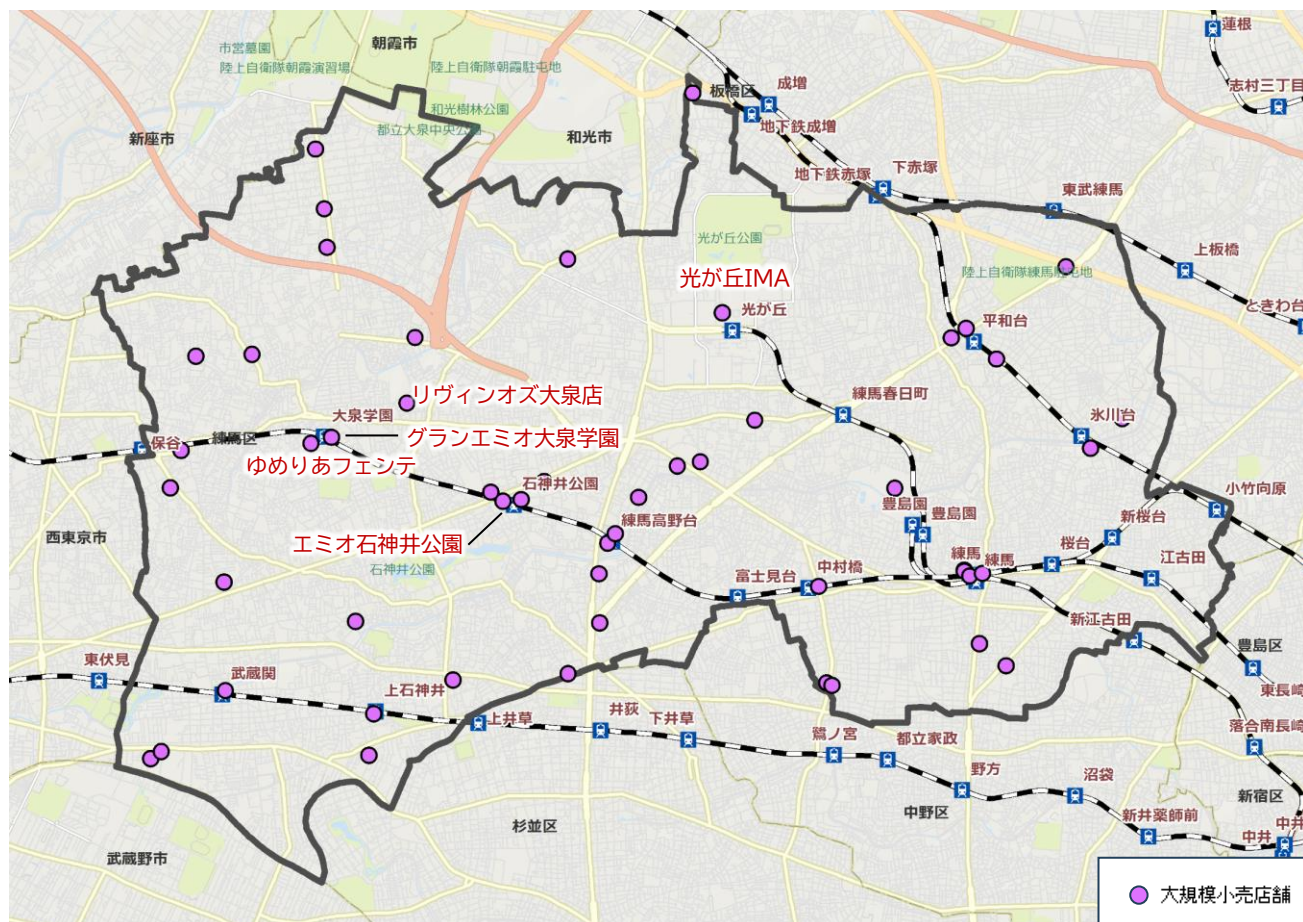 蓮根
朝霞市
市営墓園
陸上自衛隊朝霞演習場
陸上自衛隊朝霞駐屯地
成増
板橋区
志村三丁目
和光樹林公園
新座市
都立大泉中央公園
和光市
地下鉄成増
地下鉄赤塚
下赤塚
東武練馬
光が丘公園
上板橋
陸上自衛隊練馬駐屯地
光が丘IMA
光が丘
平和台
ときわ台
リヴィンオズ大泉店
練馬春日町
大泉学園
グランエミオ大泉学園
氷川台
保谷
練馬区
ゆめりあフェンテ
石神井公園
小竹向原
豊島園
豊島園
練馬高野台
新桜台
西東京市
エミオ石神井公園
石神井公園
富士見台
中村橋
練馬
練馬
桜台
江古田
新江古田
豊島区
東伏見
武蔵関
上石神井
東長崎
上井草
井荻
下井草
鷺ノ宮
都立家政
落合南長崎
野方
沼袋
新宿区
中野区
新井薬師前
中井
中井
杉並区
武蔵野市
大規模小売店舗